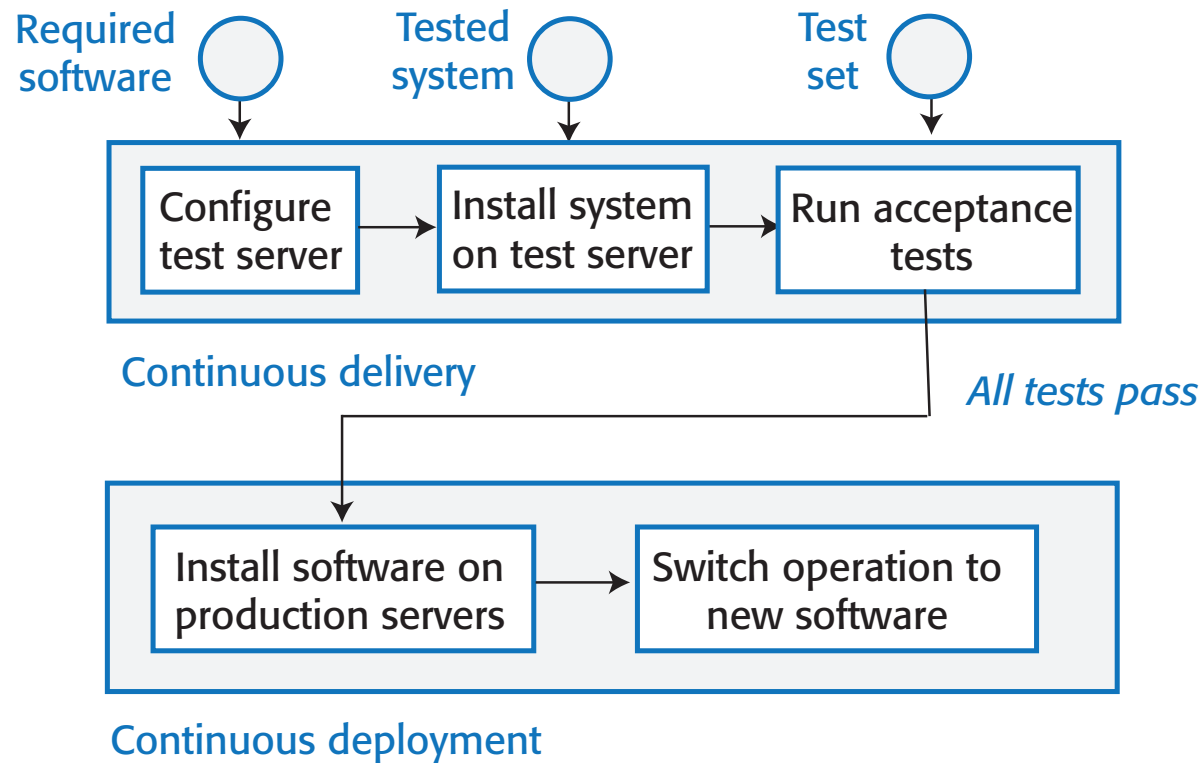 Required
software
Tested
system
Test
set
Configure
test server
Install system
on test server
Run acceptance
tests
Continuous delivery
All tests pass
Install software on
production servers
Switch operation to
new software
Continuous deployment